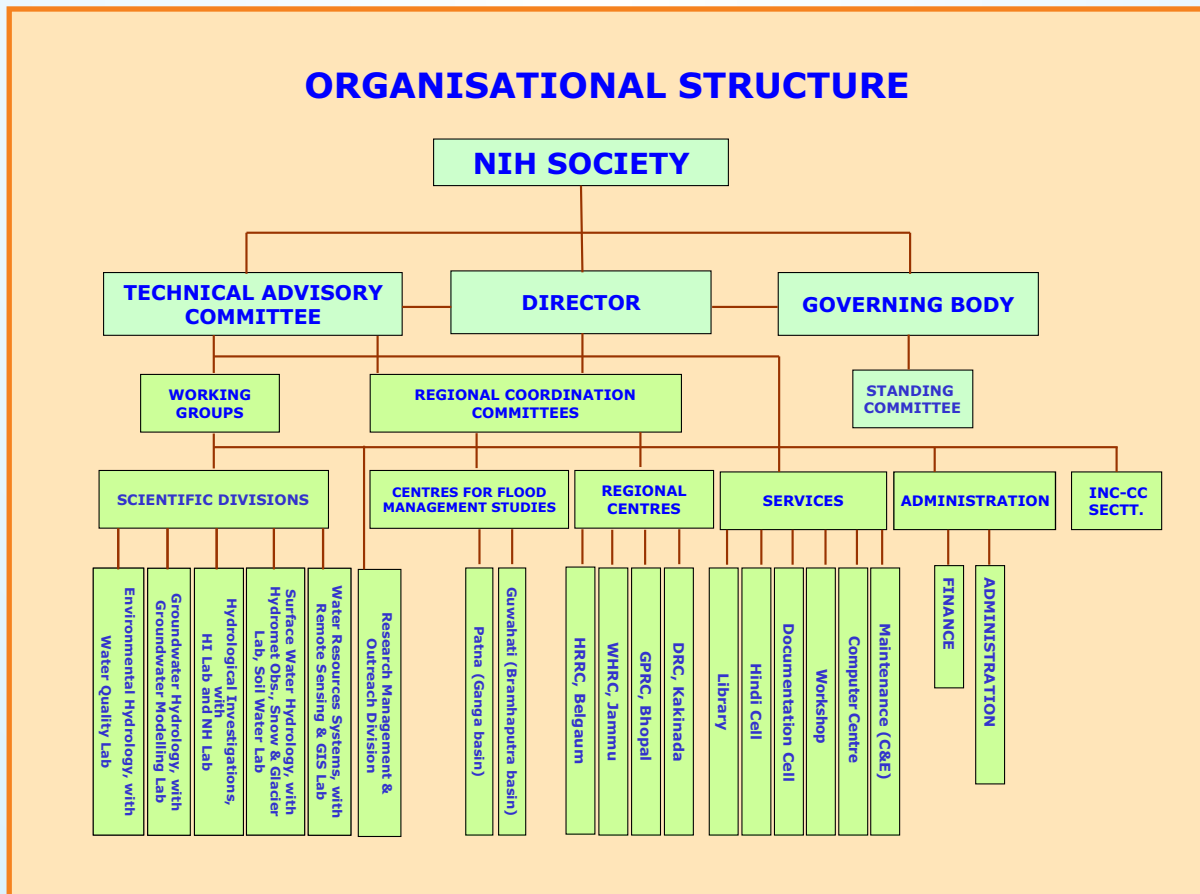 ORGANISATIONAL STRUCTURE
NIH SOCIETY
TECHNICAL ADVISORY
COMMITTEE
DIRECTOR
GOVERNING BODY
WORKING
GROUPS
REGIONAL COORDINATION
COMMITTEES
STANDING
COMMITTEE
SCIENTIFIC DIVISIONS
CENTRES FOR FLOOD
MANAGEMENT STUDIES
REGIONAL
CENTRES
SERVICES
ADMINISTRATION
INC-CC
SECTT.
Environmental Hydrology, with
Water Quality Lab
Groundwater Hydrology, with
Groundwater Modelling Lab
Hydrological Investigations,
with
HI Lab and NH Lab
Surface Water Hydrology, with
Hydromet Obs., Snow & Glacier
Lab, Soil Water Lab
Water Resources Systems, with
Remote Sensing & GIS Lab
Research Management &
Outreach Division
Patna (Ganga basin)
Guwahati (Bramhaputra basin)
HRRC, Belgaum
WHRC, Jammu
GPRC, Bhopal
DRC, Kakinada
Library
Hindi Cell
Documentation Cell
Workshop
Computer Centre
Maintenance (C&E)
FINANCE
ADMINISTRATION